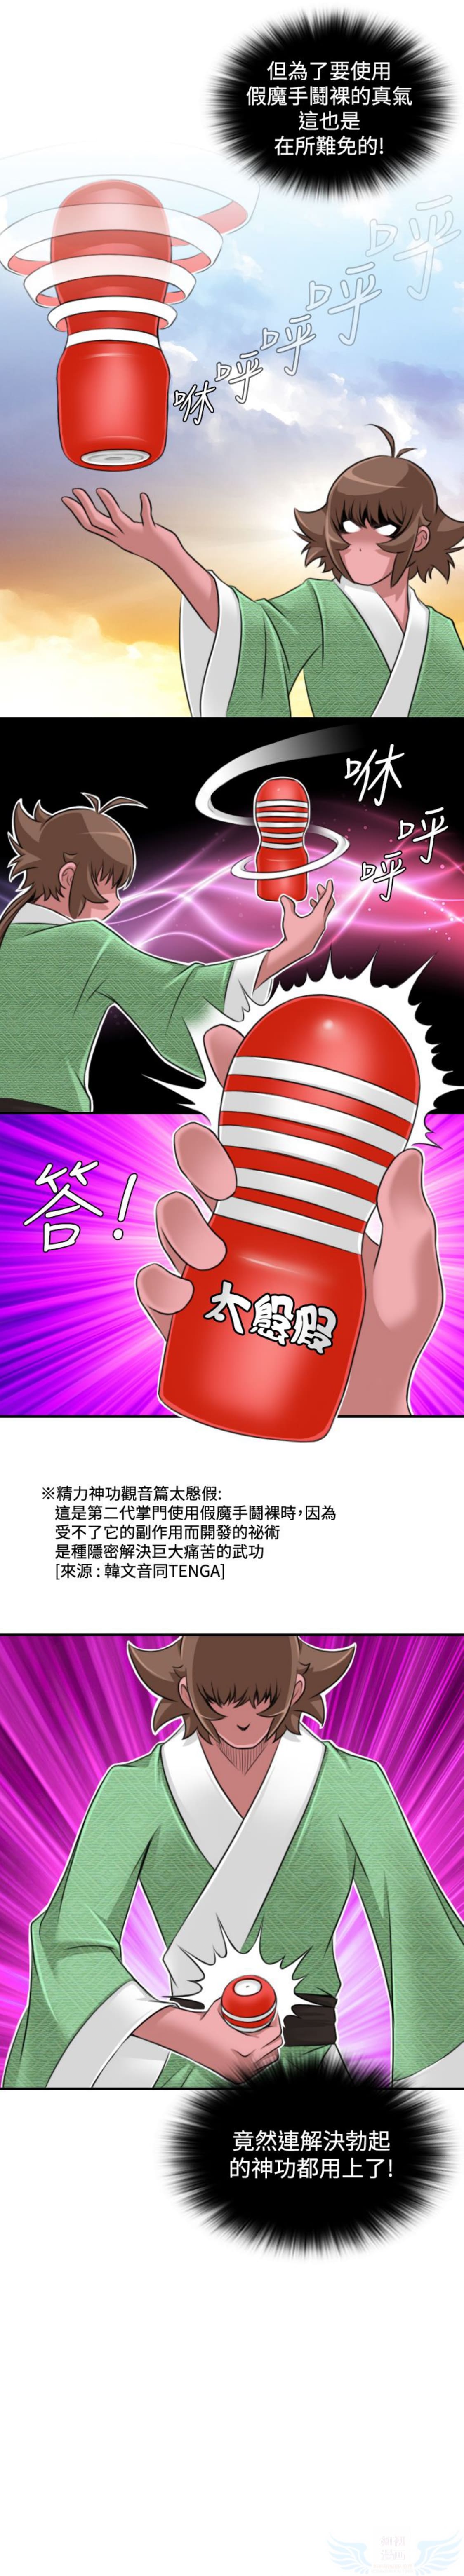 但為了要使用
假魔手鬪裸的真氣
這也是
在所難免的!
咻呼呼呼呼
咻
呼
呼
答!
太慇假
※精力神功觀音篇太慇假:
這是第二代掌門使用假魔手鬪裸時,因為
受不了它的副作用而開發的祕術
是種隱密解決巨大痛苦的武功
[來源 : 韓文音同TENGA]
竟然連解決勃起
的神功都用上了!